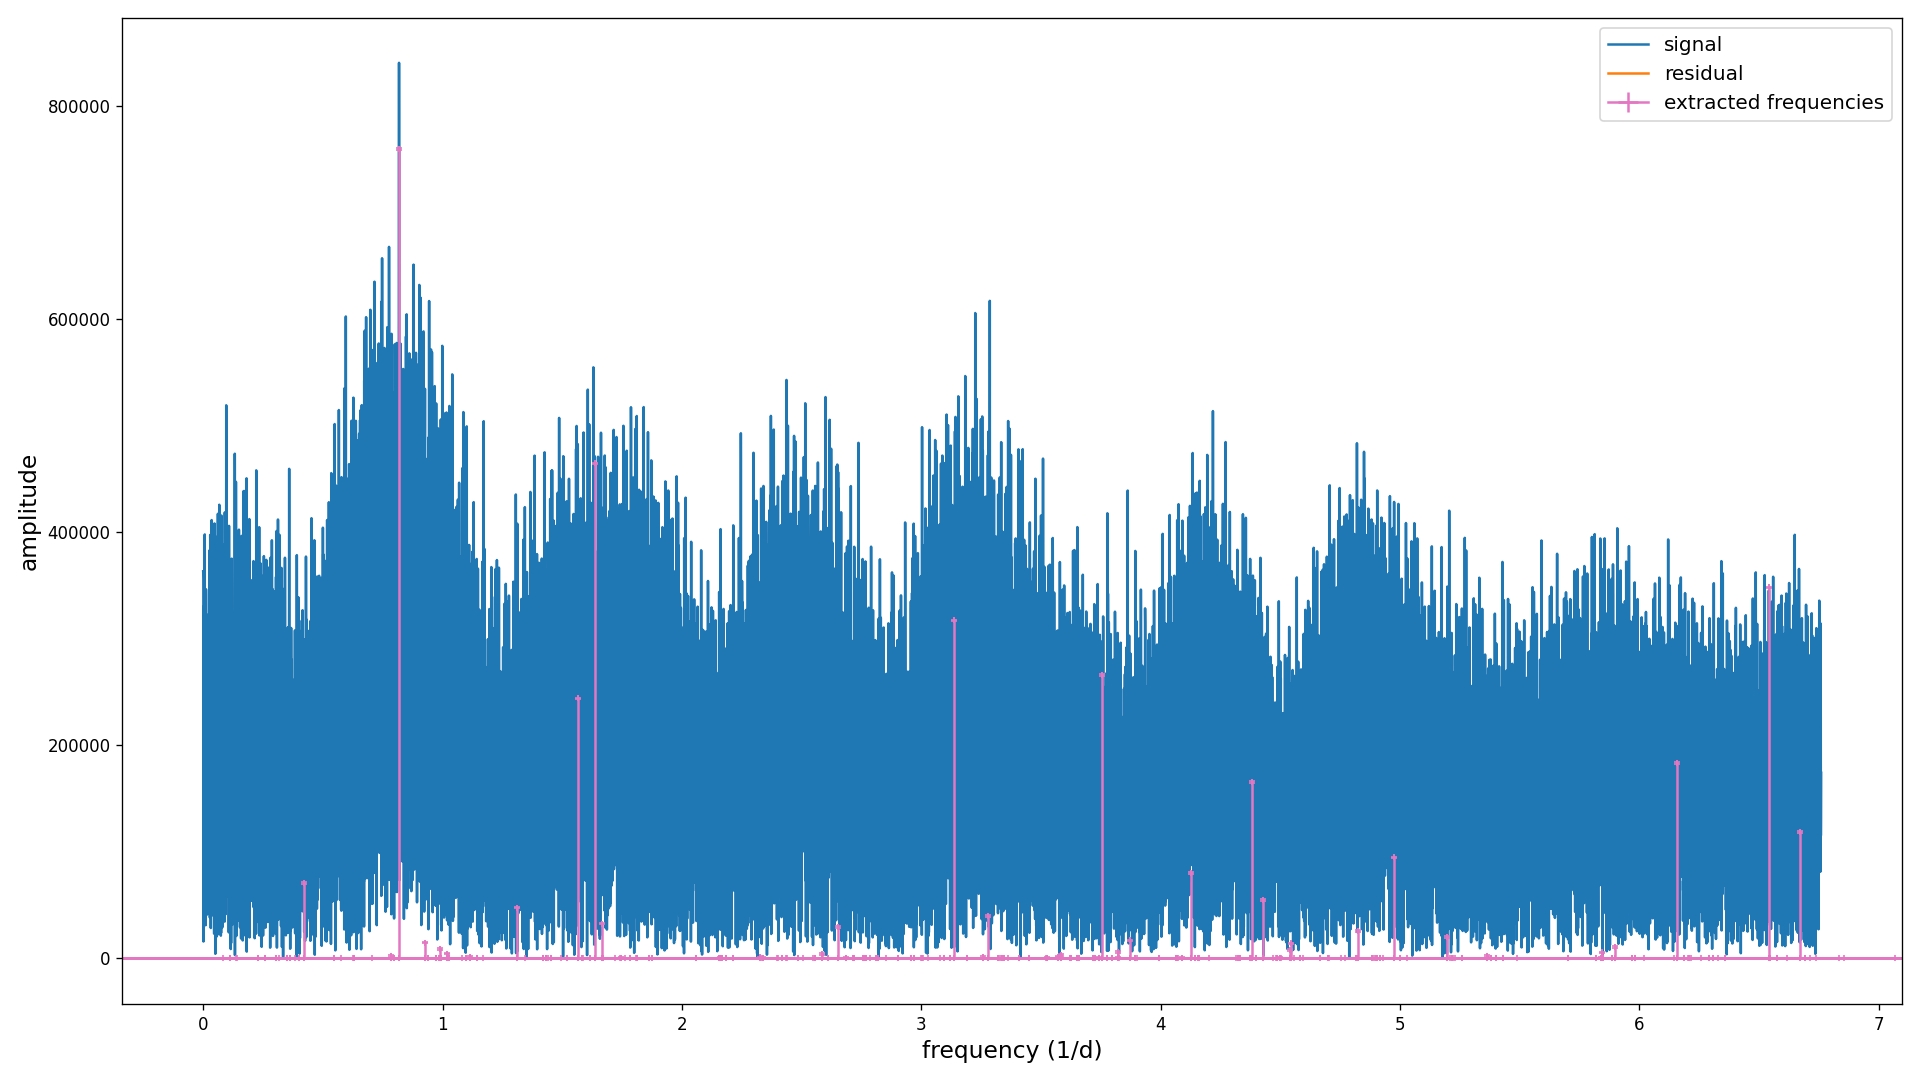 signal
residual
extracted frequencies
amplitude
800000
600000
400000
200000
0
0 1 2 3 4 5 6 7
frequency (1/d)